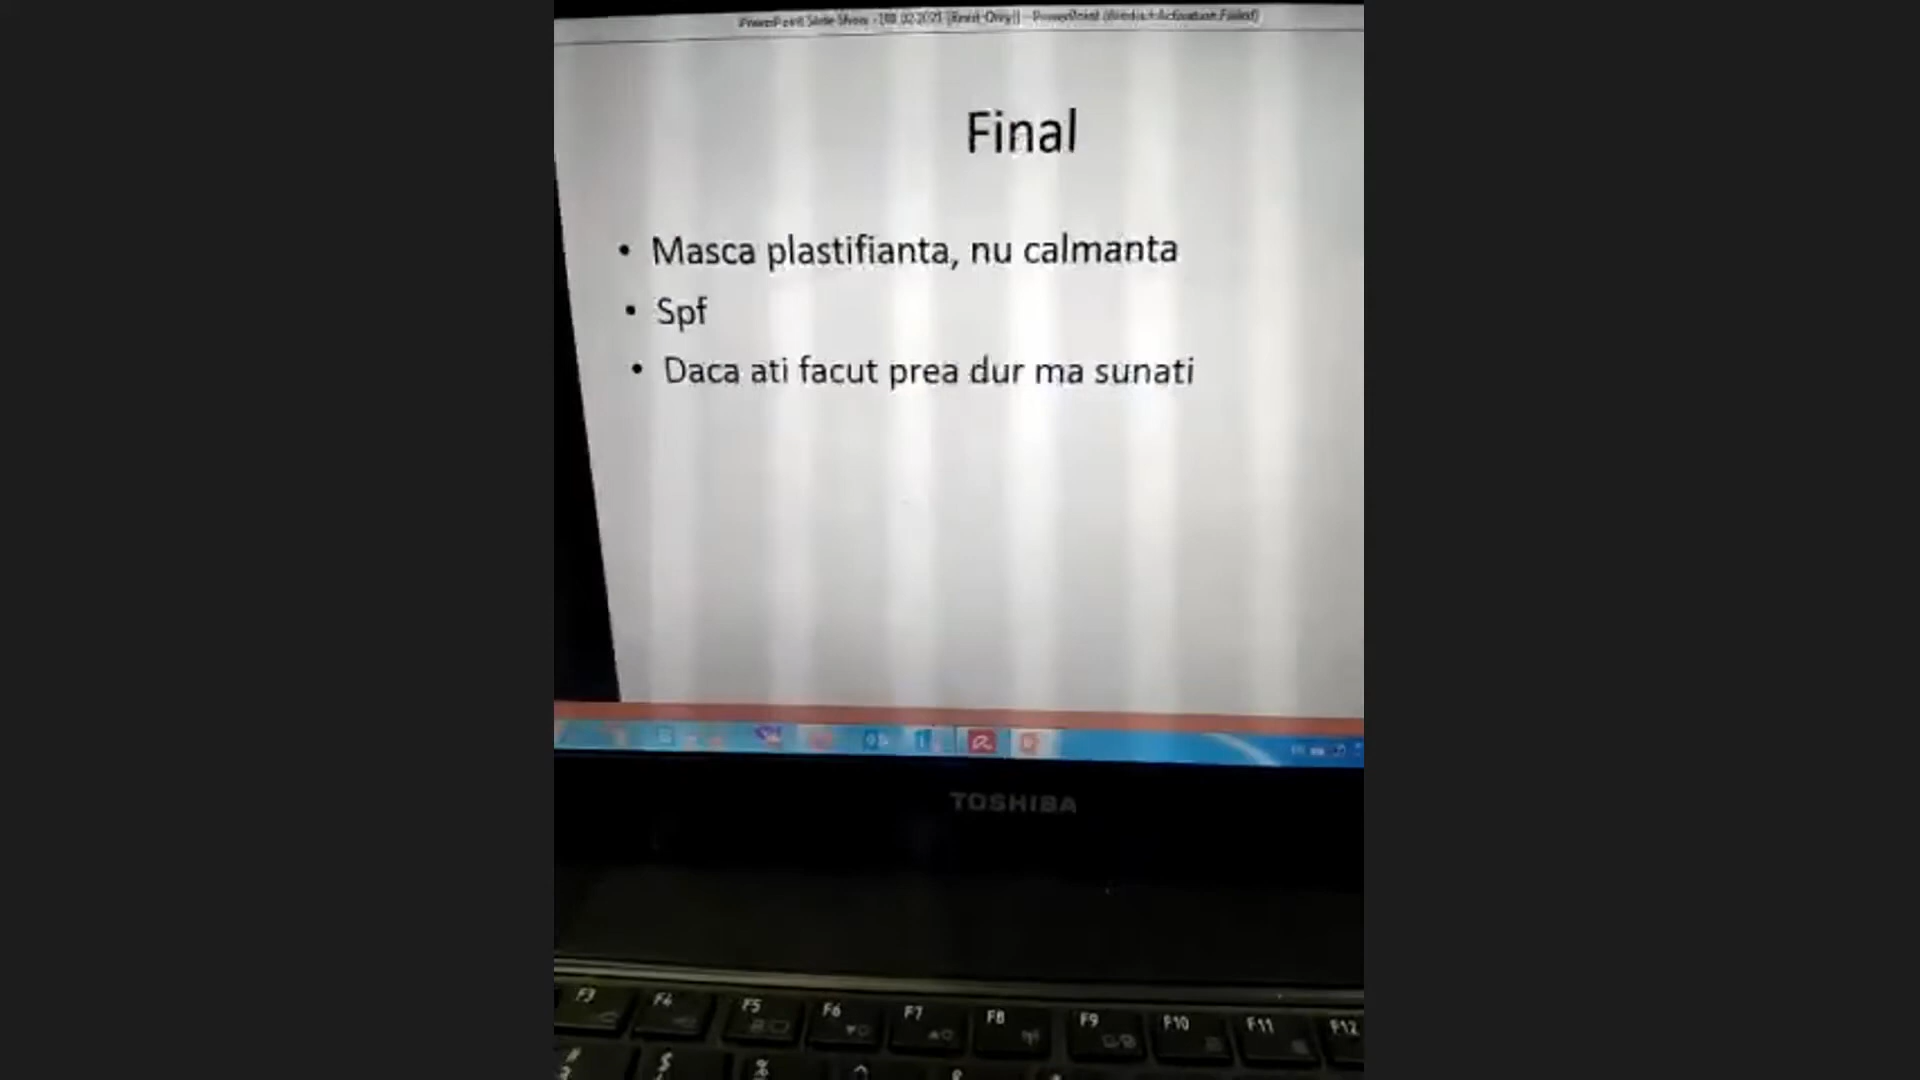 Final
• Masca plastifianta, nu calmanta
• Spf
• Daca ati facut prea dur ma sunati
TOSHIBA
F3 F4 F5 F6 F7 F8 F9 F10 F11 F12
# $ % ^
3